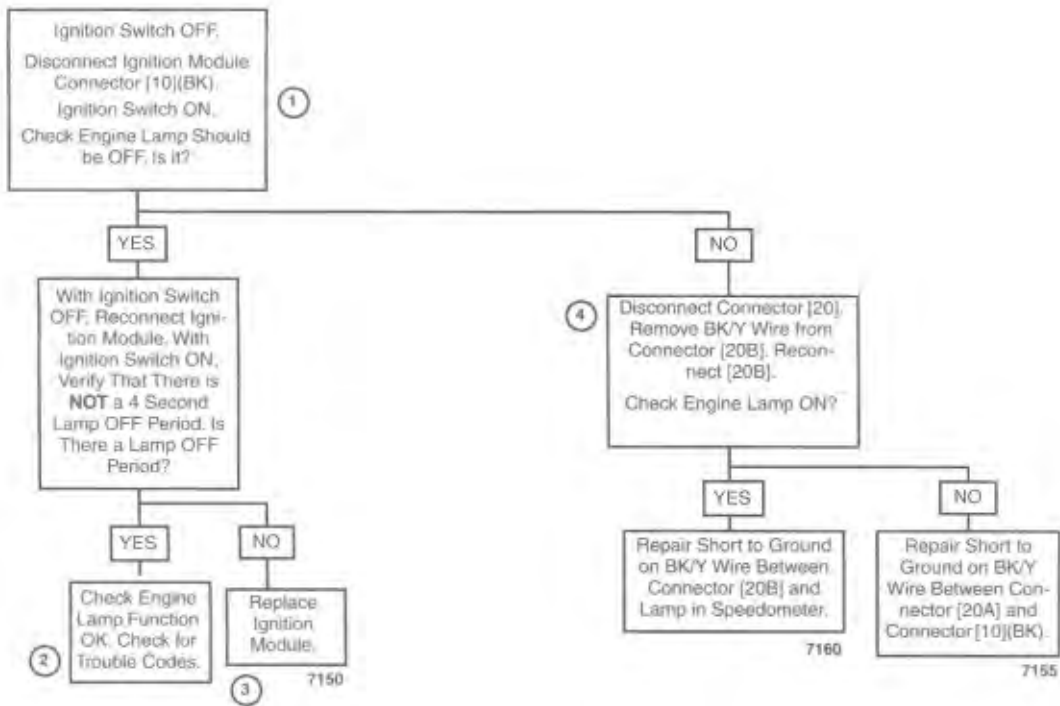 Ignition Switch OFF.
Disconnect Ignition Module
Connector [10](BK).
Ignition Switch ON.
Check Engine Lamp Should
be OFF. Is it?
1
YES
NO
With Ignition Switch
OFF, Reconnect Igni-
tion Module. With
Ignition Switch ON,
Verify That There is
NOT a 4 Second
Lamp OFF Period. Is
There a Lamp OFF
Period?
4
Disconnect Connector [20].
Remove BK/Y Wire from
Connector [20B]. Recon-
nect [20B].
Check Engine Lamp ON?
YES
NO
YES
NO
Check Engine
Lamp Function
OK. Check for
Trouble Codes.
2
Replace
Ignition
Module.
3
7150
Repair Short to Ground
on BK/Y Wire Between
Connector [20B] and
Lamp in Speedometer.
7160
Repair Short to
Ground on BK/Y
Wire Between Con-
nector [20A] and
Connector [10](BK).
7155